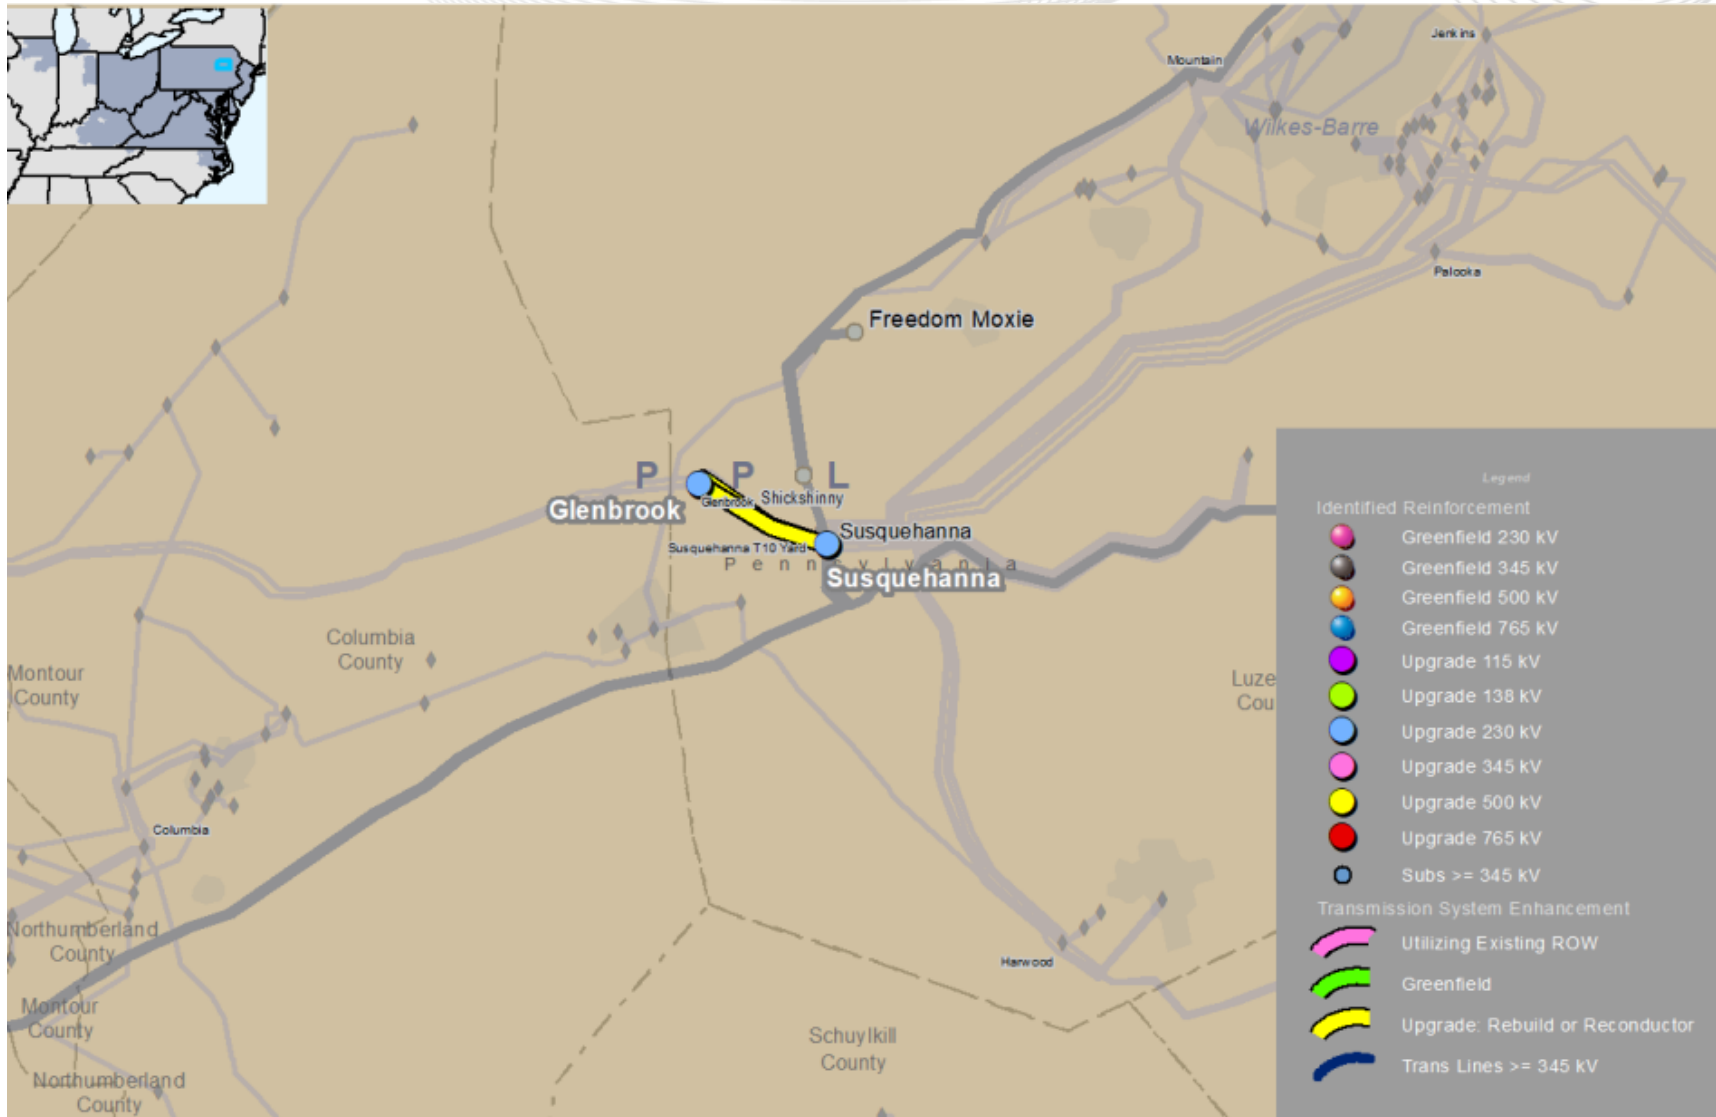 Jenkins
Mountain
Wilkes-Barre
Palooka
Freedom Moxie
P P L
Glenbrook
Shickshinny
Glenbrook
Susquehanna
Susquehanna T10 Yard
Pennsylvania
Susquehanna
Columbia
County
Montour
County
Luze
Cou
Columbia
Northumberland
County
Harwood
Montour
County
Schuylkill
County
Northumberland
County
Legend
Identified Reinforcement
Greenfield 230 kV
Greenfield 345 kV
Greenfield 500 kV
Greenfield 765 kV
Upgrade 115 kV
Upgrade 138 kV
Upgrade 230 kV
Upgrade 345 kV
Upgrade 500 kV
Upgrade 765 kV
Subs >= 345 kV
Transmission System Enhancement
Utilizing Existing ROW
Greenfield
Upgrade: Rebuild or Reconductor
Trans Lines >= 345 kV